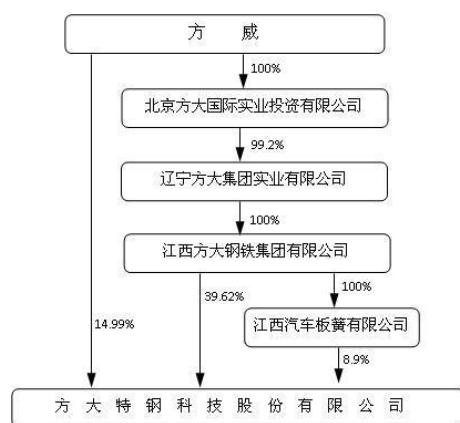 方 威
100%
北京方大国际实业投资有限公司
99.2%
辽宁方大集团实业有限公司
100%
江西方大钢铁集团有限公司
39.62%
100%
14.99%
江西汽车板簧有限公司
8.9%
方 大 特 钢 科 技 股 份 有 限 公 司